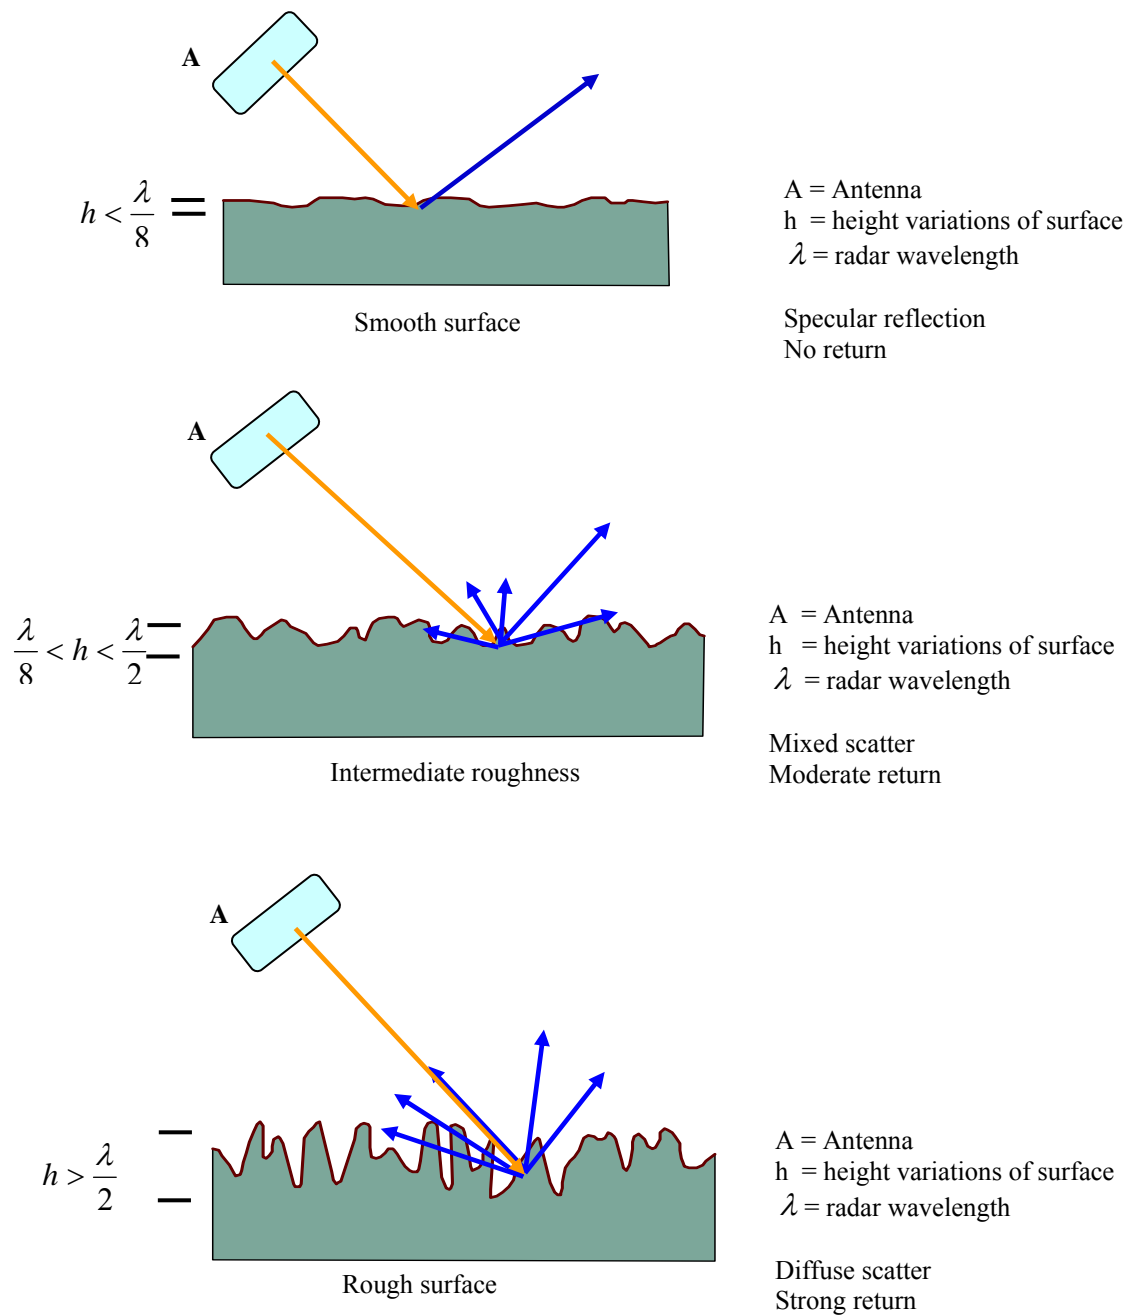 A
h < λ/8
A = Antenna
h = height variations of surface
λ = radar wavelength
Smooth surface
Specular reflection
No return
A
λ/8 < h < λ/2
A = Antenna
h = height variations of surface
λ = radar wavelength
Mixed scatter
Intermediate roughness
Moderate return
A
h > λ/2
A = Antenna
h = height variations of surface
λ = radar wavelength
Diffuse scatter
Rough surface
Strong return